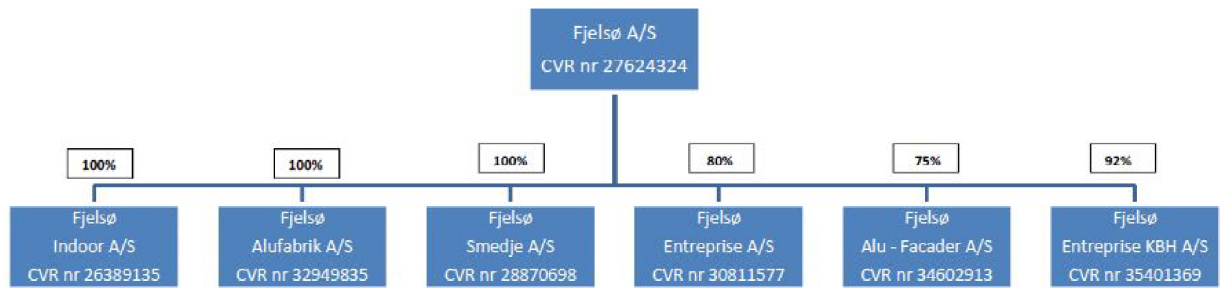 Fjelsø A/S
CVR nr 27624324
100%
100%
100%
80%
75%
92%
Fjelsø
Indoor A/S
CVR nr 26389135
Fjelsø
Alufabrik A/S
CVR nr 32949835
Fjelsø
Smedje A/S
CVR nr 28870698
Fjelsø
Entreprise A/S
CVR nr 30811577
Fjelsø
Alu - Facader A/S
CVR nr 34602913
Fjelsø
Entreprise KBH A/S
CVR nr 35401369